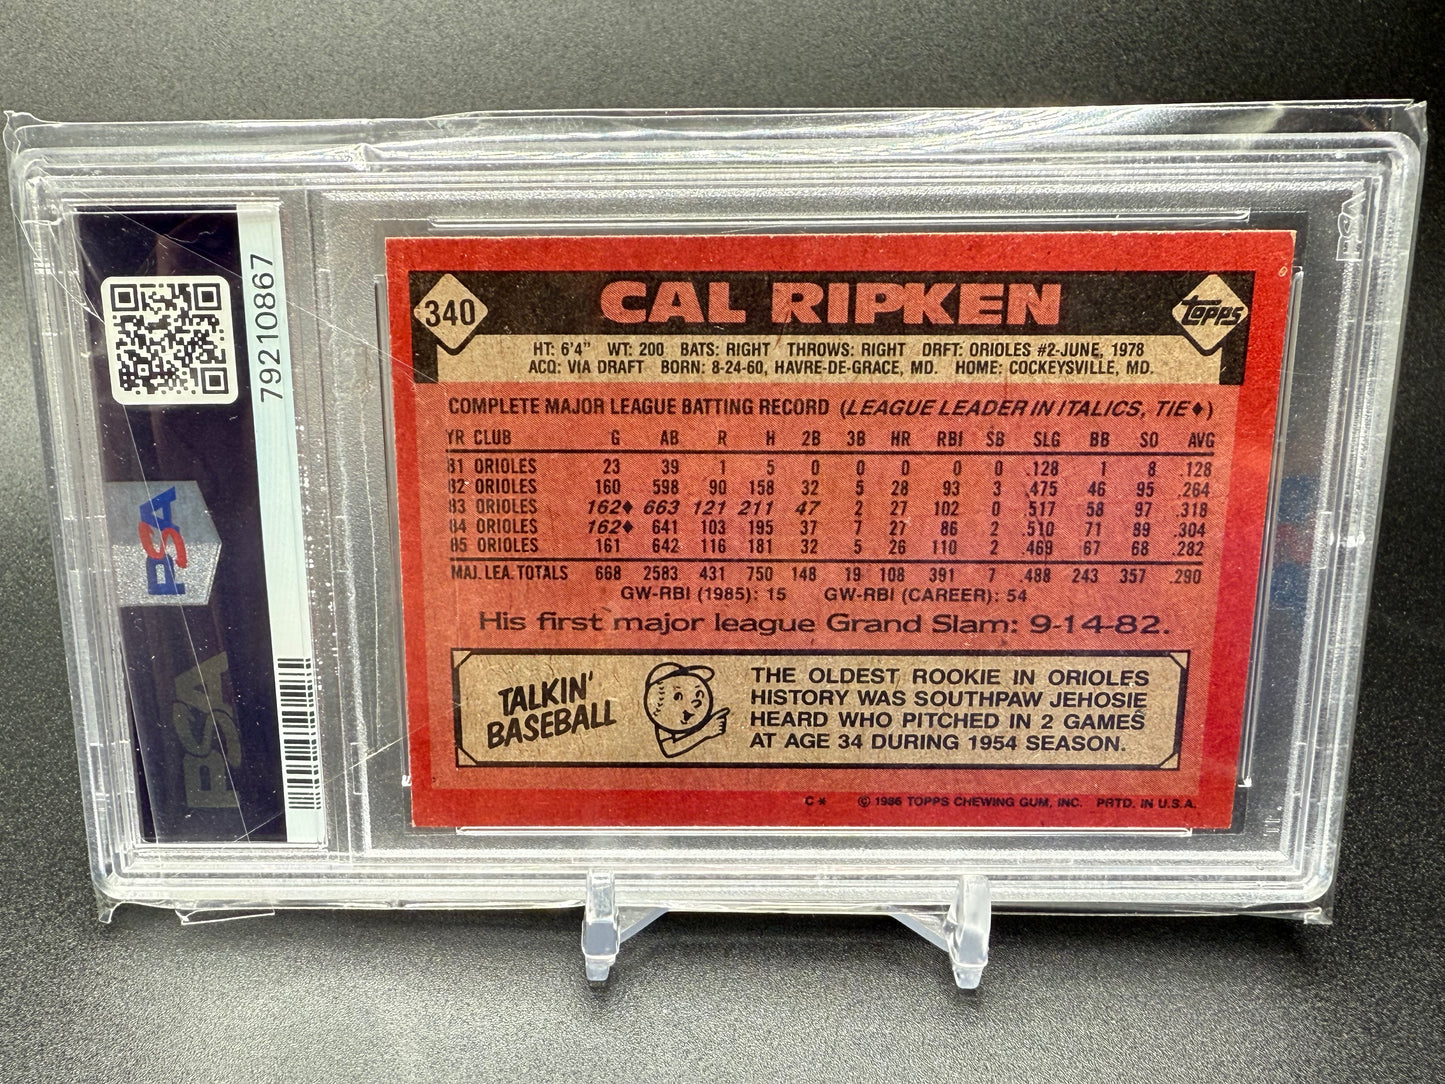 79210867
PSA
PSA
340
CAL RIPKEN
Topps
HT: 6'4" WT: 200 BATS: RIGHT THROWS: RIGHT DRFT: ORIOLES #2-JUNE, 1978
ACQ: VIA DRAFT BORN: 8-24-60, HAVRE-DE-GRACE, MD. HOME: COCKEYSVILLE, MD.
COMPLETE MAJOR LEAGUE BATTING RECORD (LEAGUE LEADER IN ITALICS, TIE♦)
YR CLUB G AB R H 2B 3B HR RBI SB SLG BB SO AVG
81 ORIOLES 23 39 1 5 0 0 0 0 0 .128 1 8 .128
82 ORIOLES 160 598 90 158 32 5 28 93 3 .475 46 95 .264
83 ORIOLES 162♦ 663 121 211 47 2 27 102 0 .517 58 97 .318
84 ORIOLES 162♦ 641 103 195 37 7 27 86 2 .510 71 89 .304
85 ORIOLES 161 642 116 181 32 5 26 110 2 .469 67 68 .282
MAJ. LEA. TOTALS 668 2583 431 750 148 19 108 391 7 .488 243 357 .290
GW-RBI (1985): 15 GW-RBI (CAREER): 54
His first major league Grand Slam: 9-14-82.
TALKIN'
BASEBALL
THE OLDEST ROOKIE IN ORIOLES
HISTORY WAS SOUTHPAW JEHOSIE
HEARD WHO PITCHED IN 2 GAMES
AT AGE 34 DURING 1954 SEASON.
C* © 1986 TOPPS CHEWING GUM, INC. PRTD. IN U.S.A.